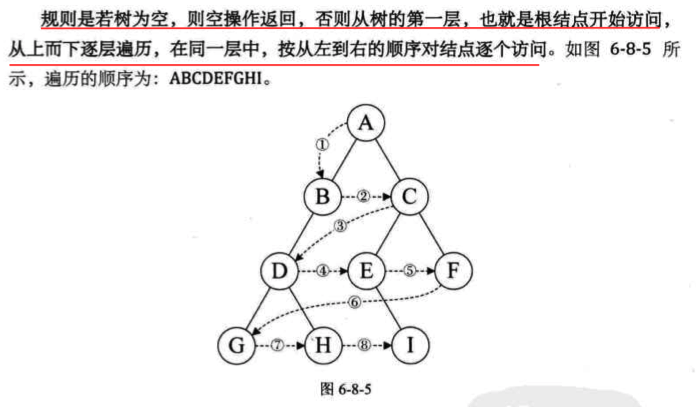 规则是若树为空，则空操作返回，否则从树的第一层，也就是根结点开始访问，
从上而下逐层遍历，在同一层中，按从左到右的顺序对结点逐个访问。如图 6-8-5 所
示，遍历的顺序为：ABCDEFGHI。
A
①
B ② C
③
D ④ E ⑤ F
⑥
G ⑦ H ⑧ I
图 6-8-5